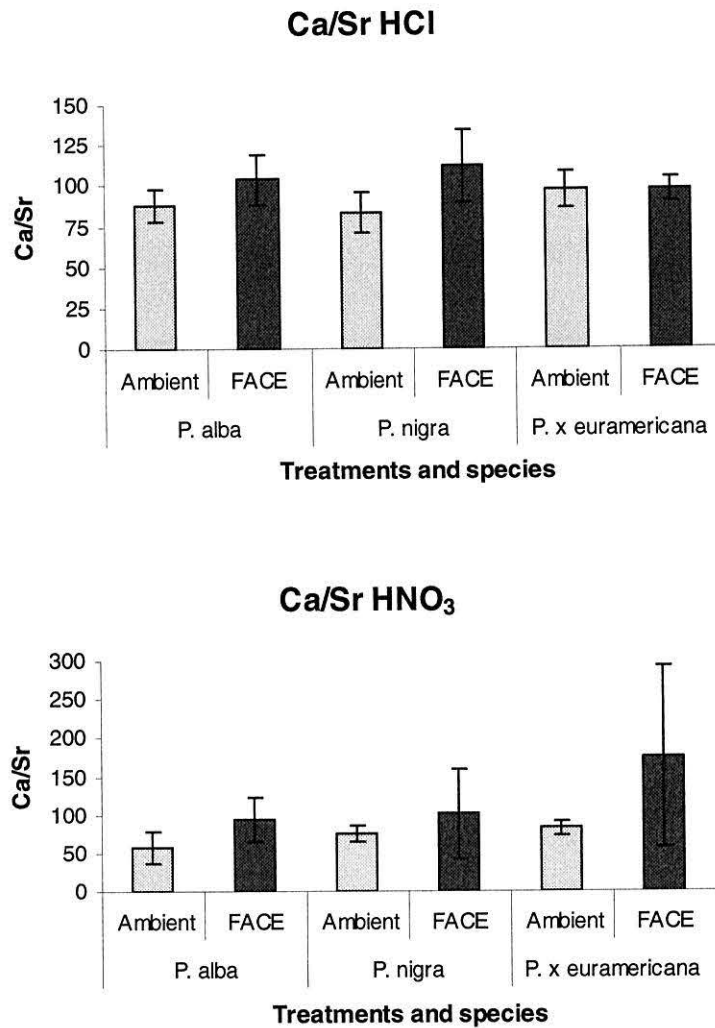 Ca/Sr HCl
150
125
100
75
50
25
0
Ca/Sr
Ambient FACE Ambient FACE Ambient FACE
P. alba P. nigra P. x euramericana
Treatments and species
Ca/Sr HNO₃
300
250
200
150
100
50
0
Ca/Sr
Ambient FACE Ambient FACE Ambient FACE
P. alba P. nigra P. x euramericana
Treatments and species